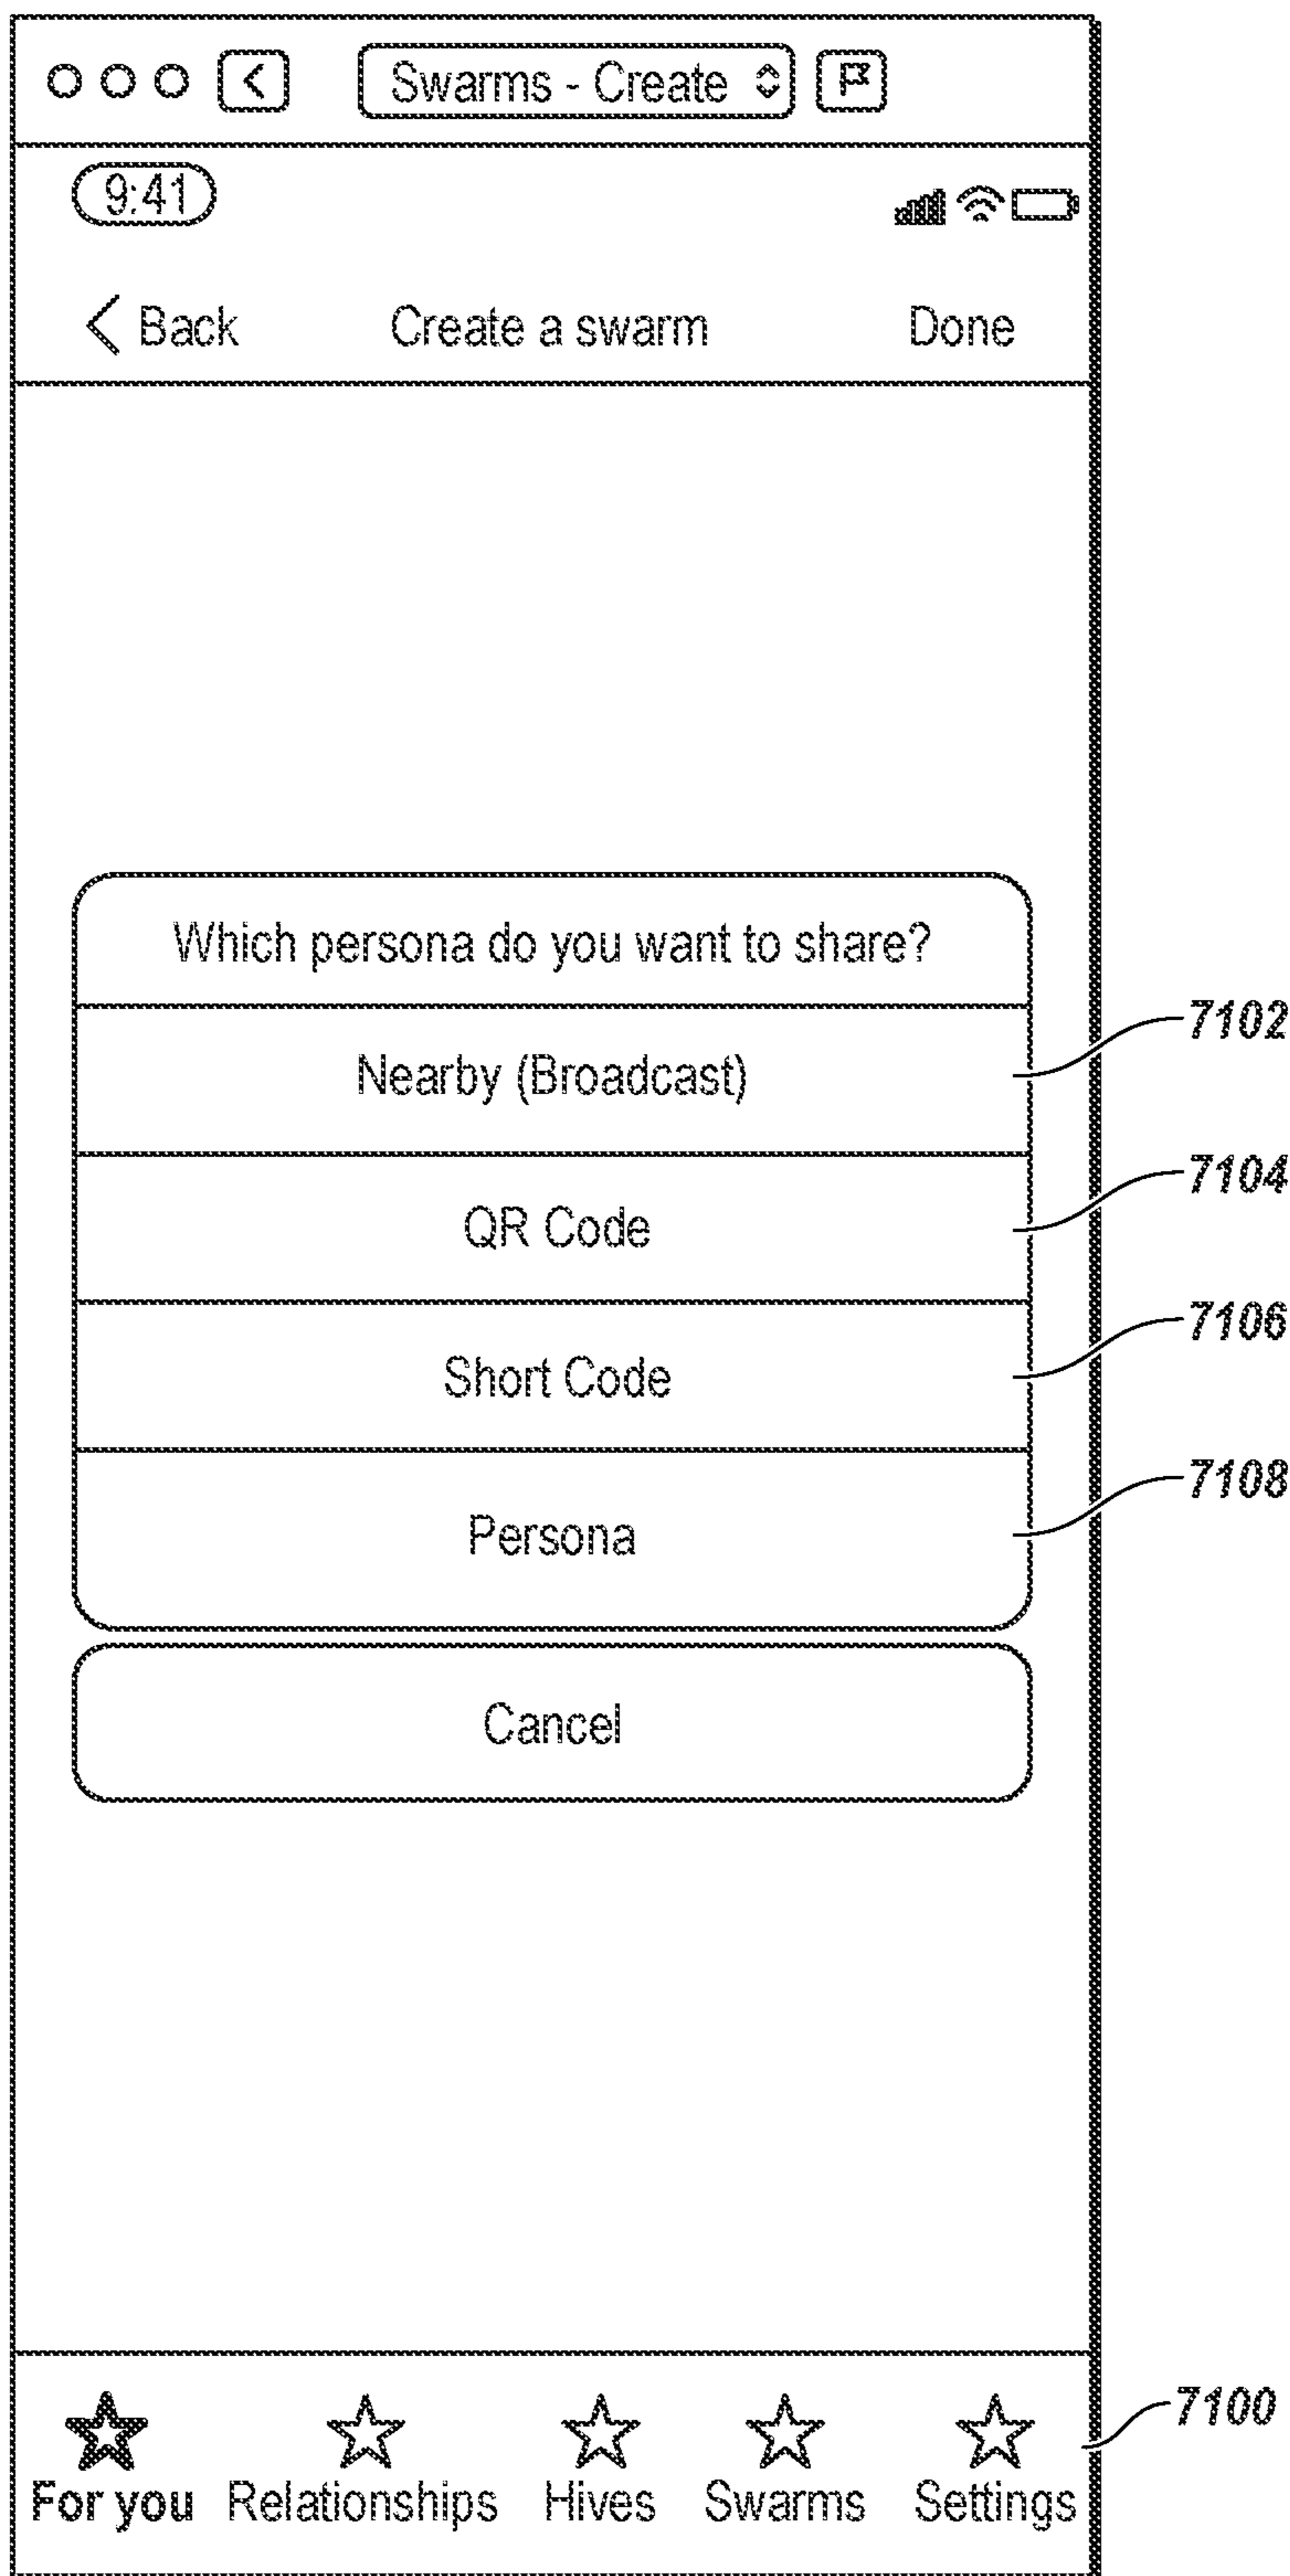 Swarms - Create
9:41
Back Create a swarm Done
Which persona do you want to share?
Nearby (Broadcast)
7102
QR Code
7104
Short Code
7106
Persona
7108
Cancel
7100
For you Relationships Hives Swarms Settings